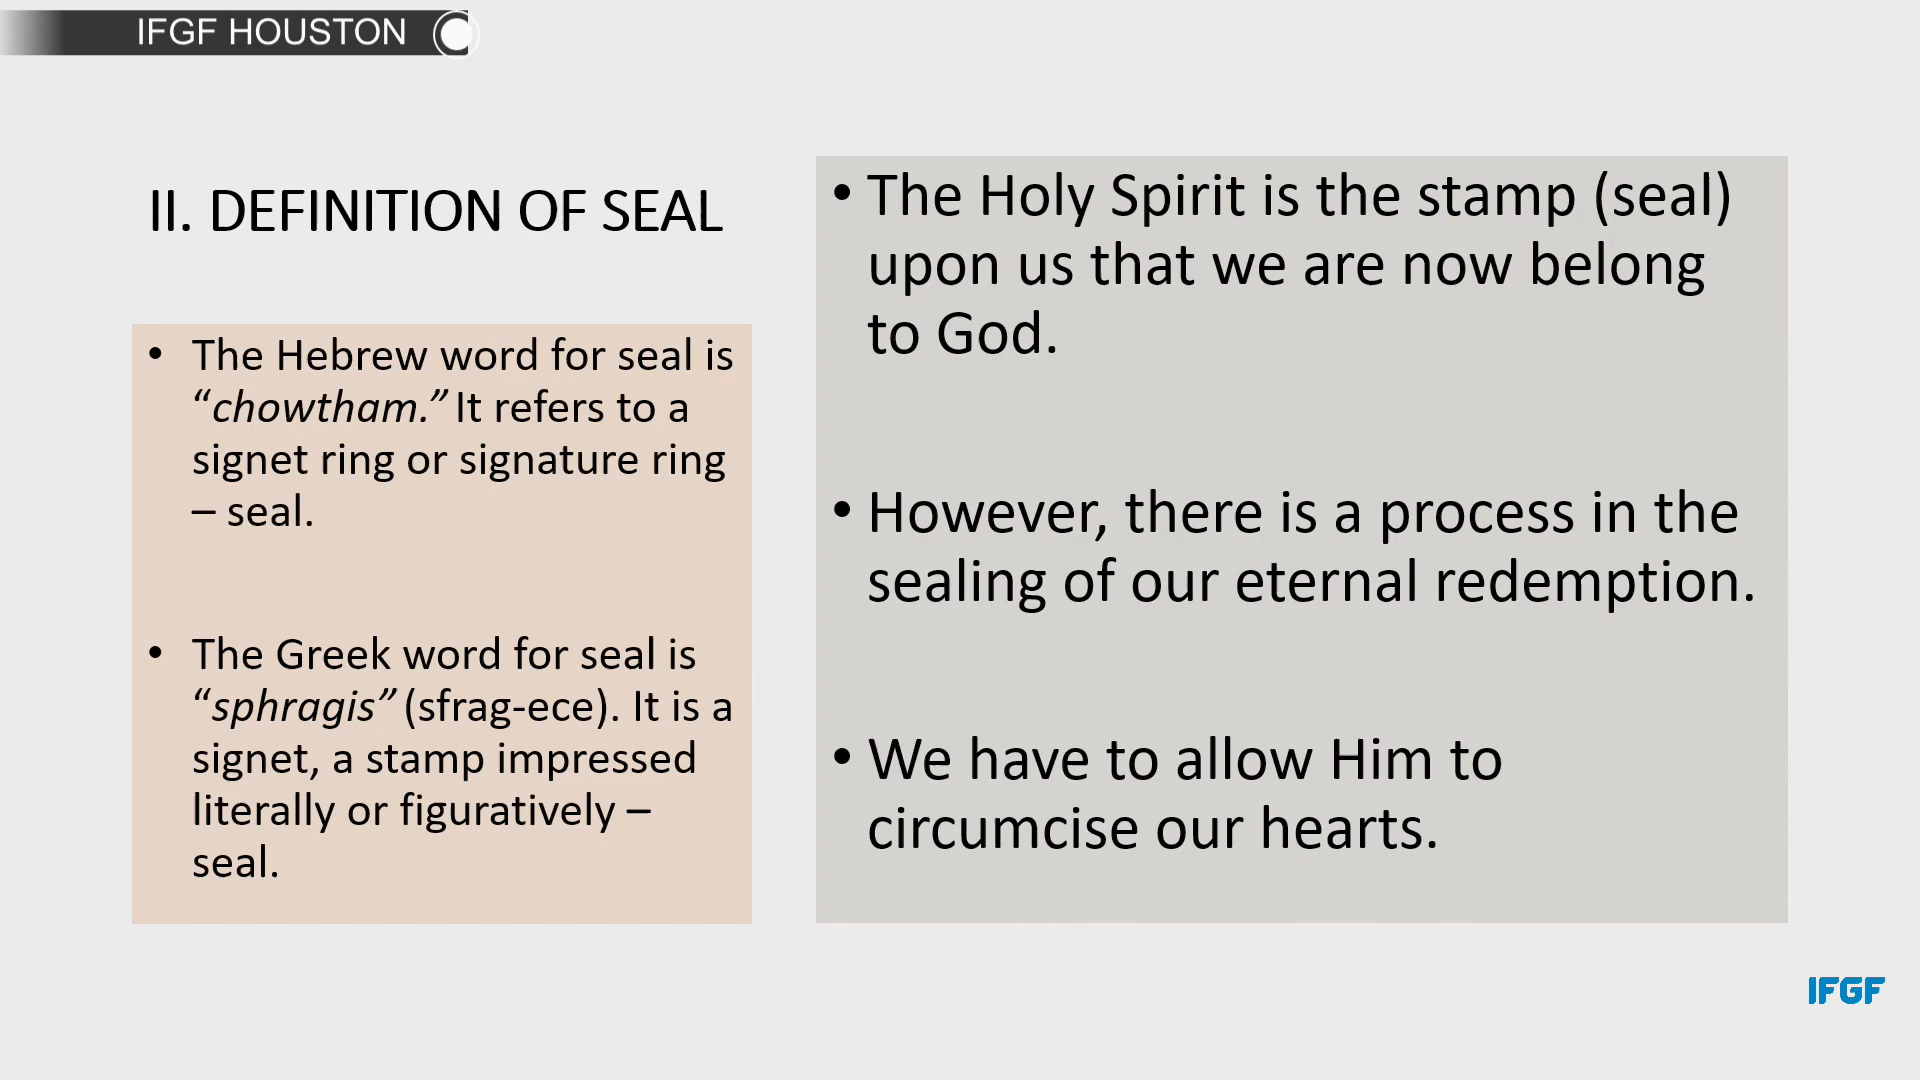 IFGF HOUSTON
II. DEFINITION OF SEAL
• The Hebrew word for seal is
“chowtham.” It refers to a
signet ring or signature ring
– seal.
• The Greek word for seal is
“sphragis” (sfrag-ece). It is a
signet, a stamp impressed
literally or figuratively –
seal.
• The Holy Spirit is the stamp (seal)
upon us that we are now belong
to God.
• However, there is a process in the
sealing of our eternal redemption.
• We have to allow Him to
circumcise our hearts.
IFGF